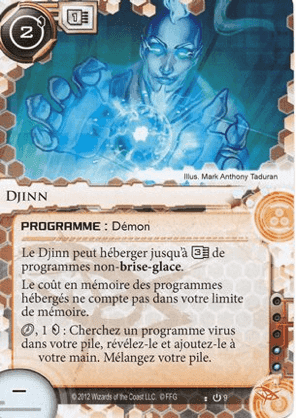 2
1
Illus. Mark Anthony Taduran
DJINN
PROGRAMME : Démon
Le Djinn peut héberger jusqu'à 3 de
programmes non-brise-glace.
Le coût en mémoire des programmes
hébergés ne compte pas dans votre limite
de mémoire.
, 1 : Cherchez un programme virus
dans votre pile, révélez-le et ajoutez-le à
votre main. Mélangez votre pile.
–
© 2012 Wizards of the Coast LLC. © FFG
9